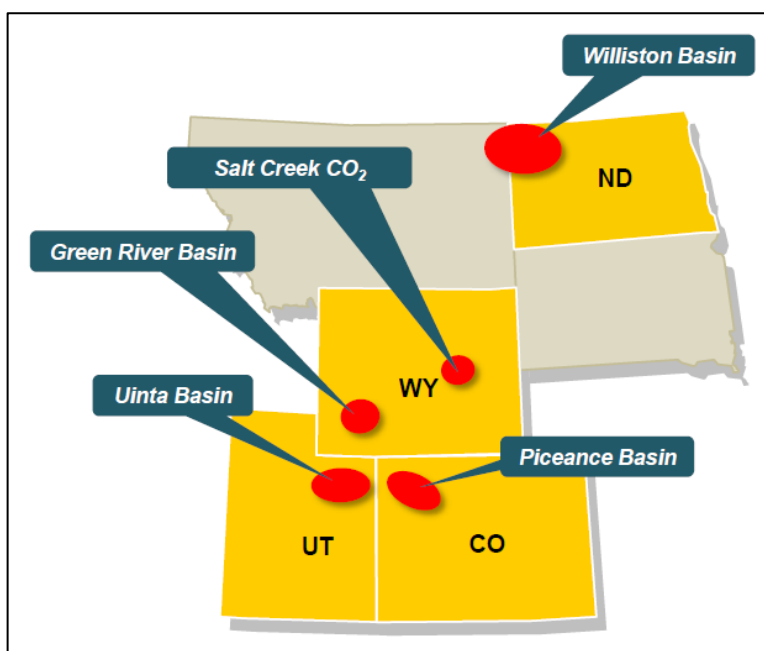 Williston Basin
Salt Creek CO₂
ND
Green River Basin
WY
Uinta Basin
Piceance Basin
UT
CO